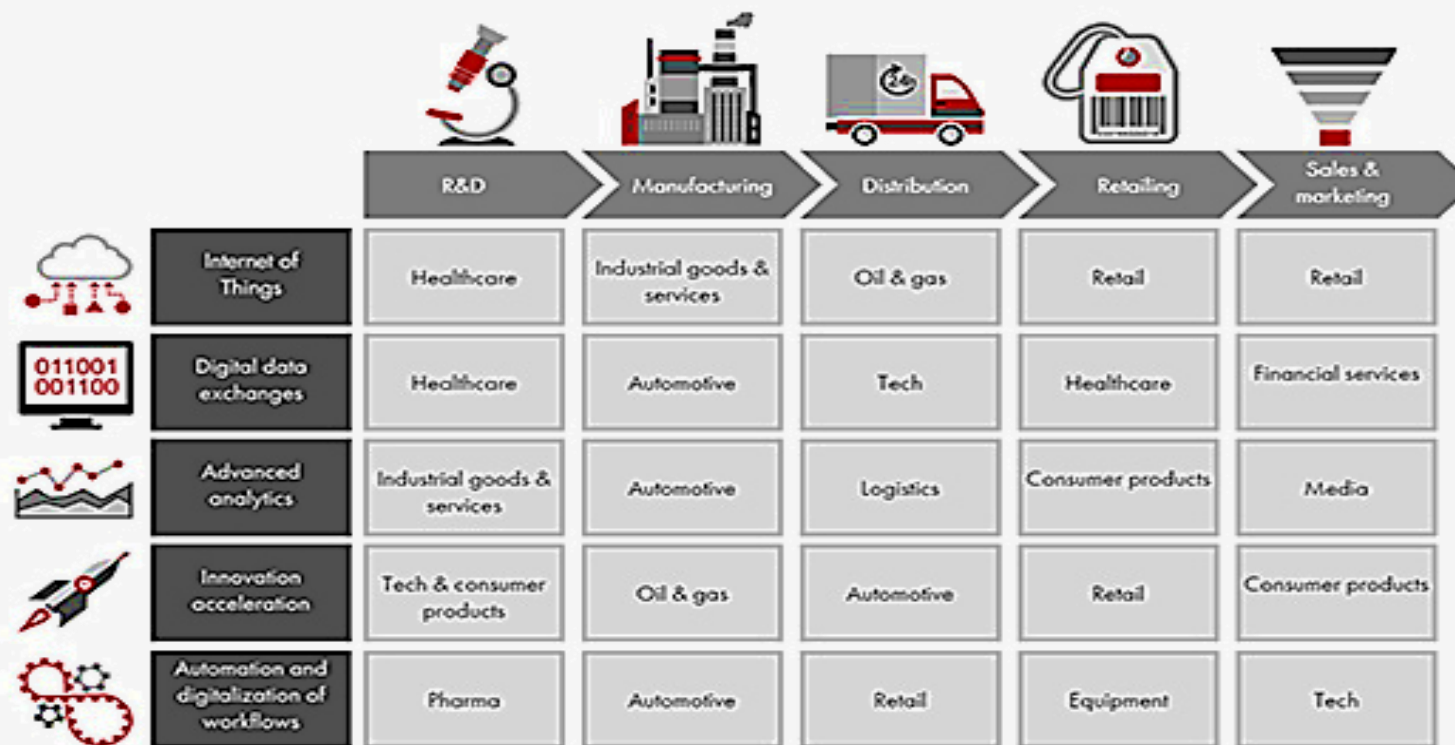 24h
R&D
Manufacturing
Distribution
Retailing
Sales &
marketing
Internet of
Things
Healthcare
Industrial goods &
services
Oil & gas
Retail
Retail
011001
001100
Digital data
exchanges
Healthcare
Automotive
Tech
Healthcare
Financial services
Advanced
analytics
Industrial goods &
services
Automotive
Logistics
Consumer products
Media
Innovation
acceleration
Tech & consumer
products
Oil & gas
Automotive
Retail
Consumer products
Automation and
digitalization of
workflows
Pharma
Automotive
Retail
Equipment
Tech